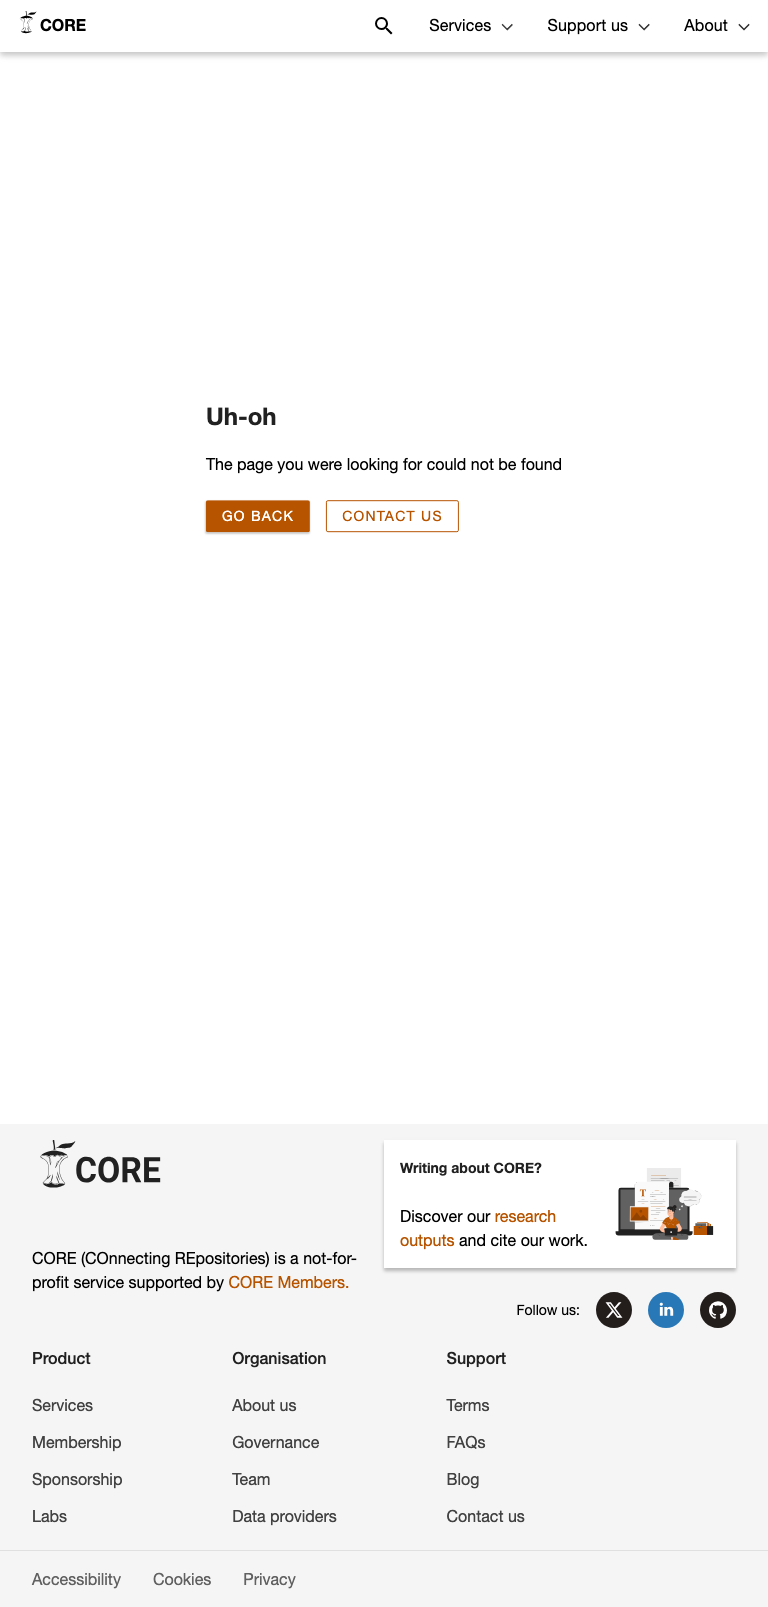 CORE
Services
Support us
About
Uh-oh
The page you were looking for could not be found
GO BACK
CONTACT US
CORE
CORE (COnnecting REpositories) is a not-for-
profit service supported by CORE Members.
Writing about CORE?
Discover our research
outputs and cite our work.
T
Follow us:
X
in
Product
Services
Membership
Sponsorship
Labs
Organisation
About us
Governance
Team
Data providers
Support
Terms
FAQs
Blog
Contact us
Accessibility
Cookies
Privacy